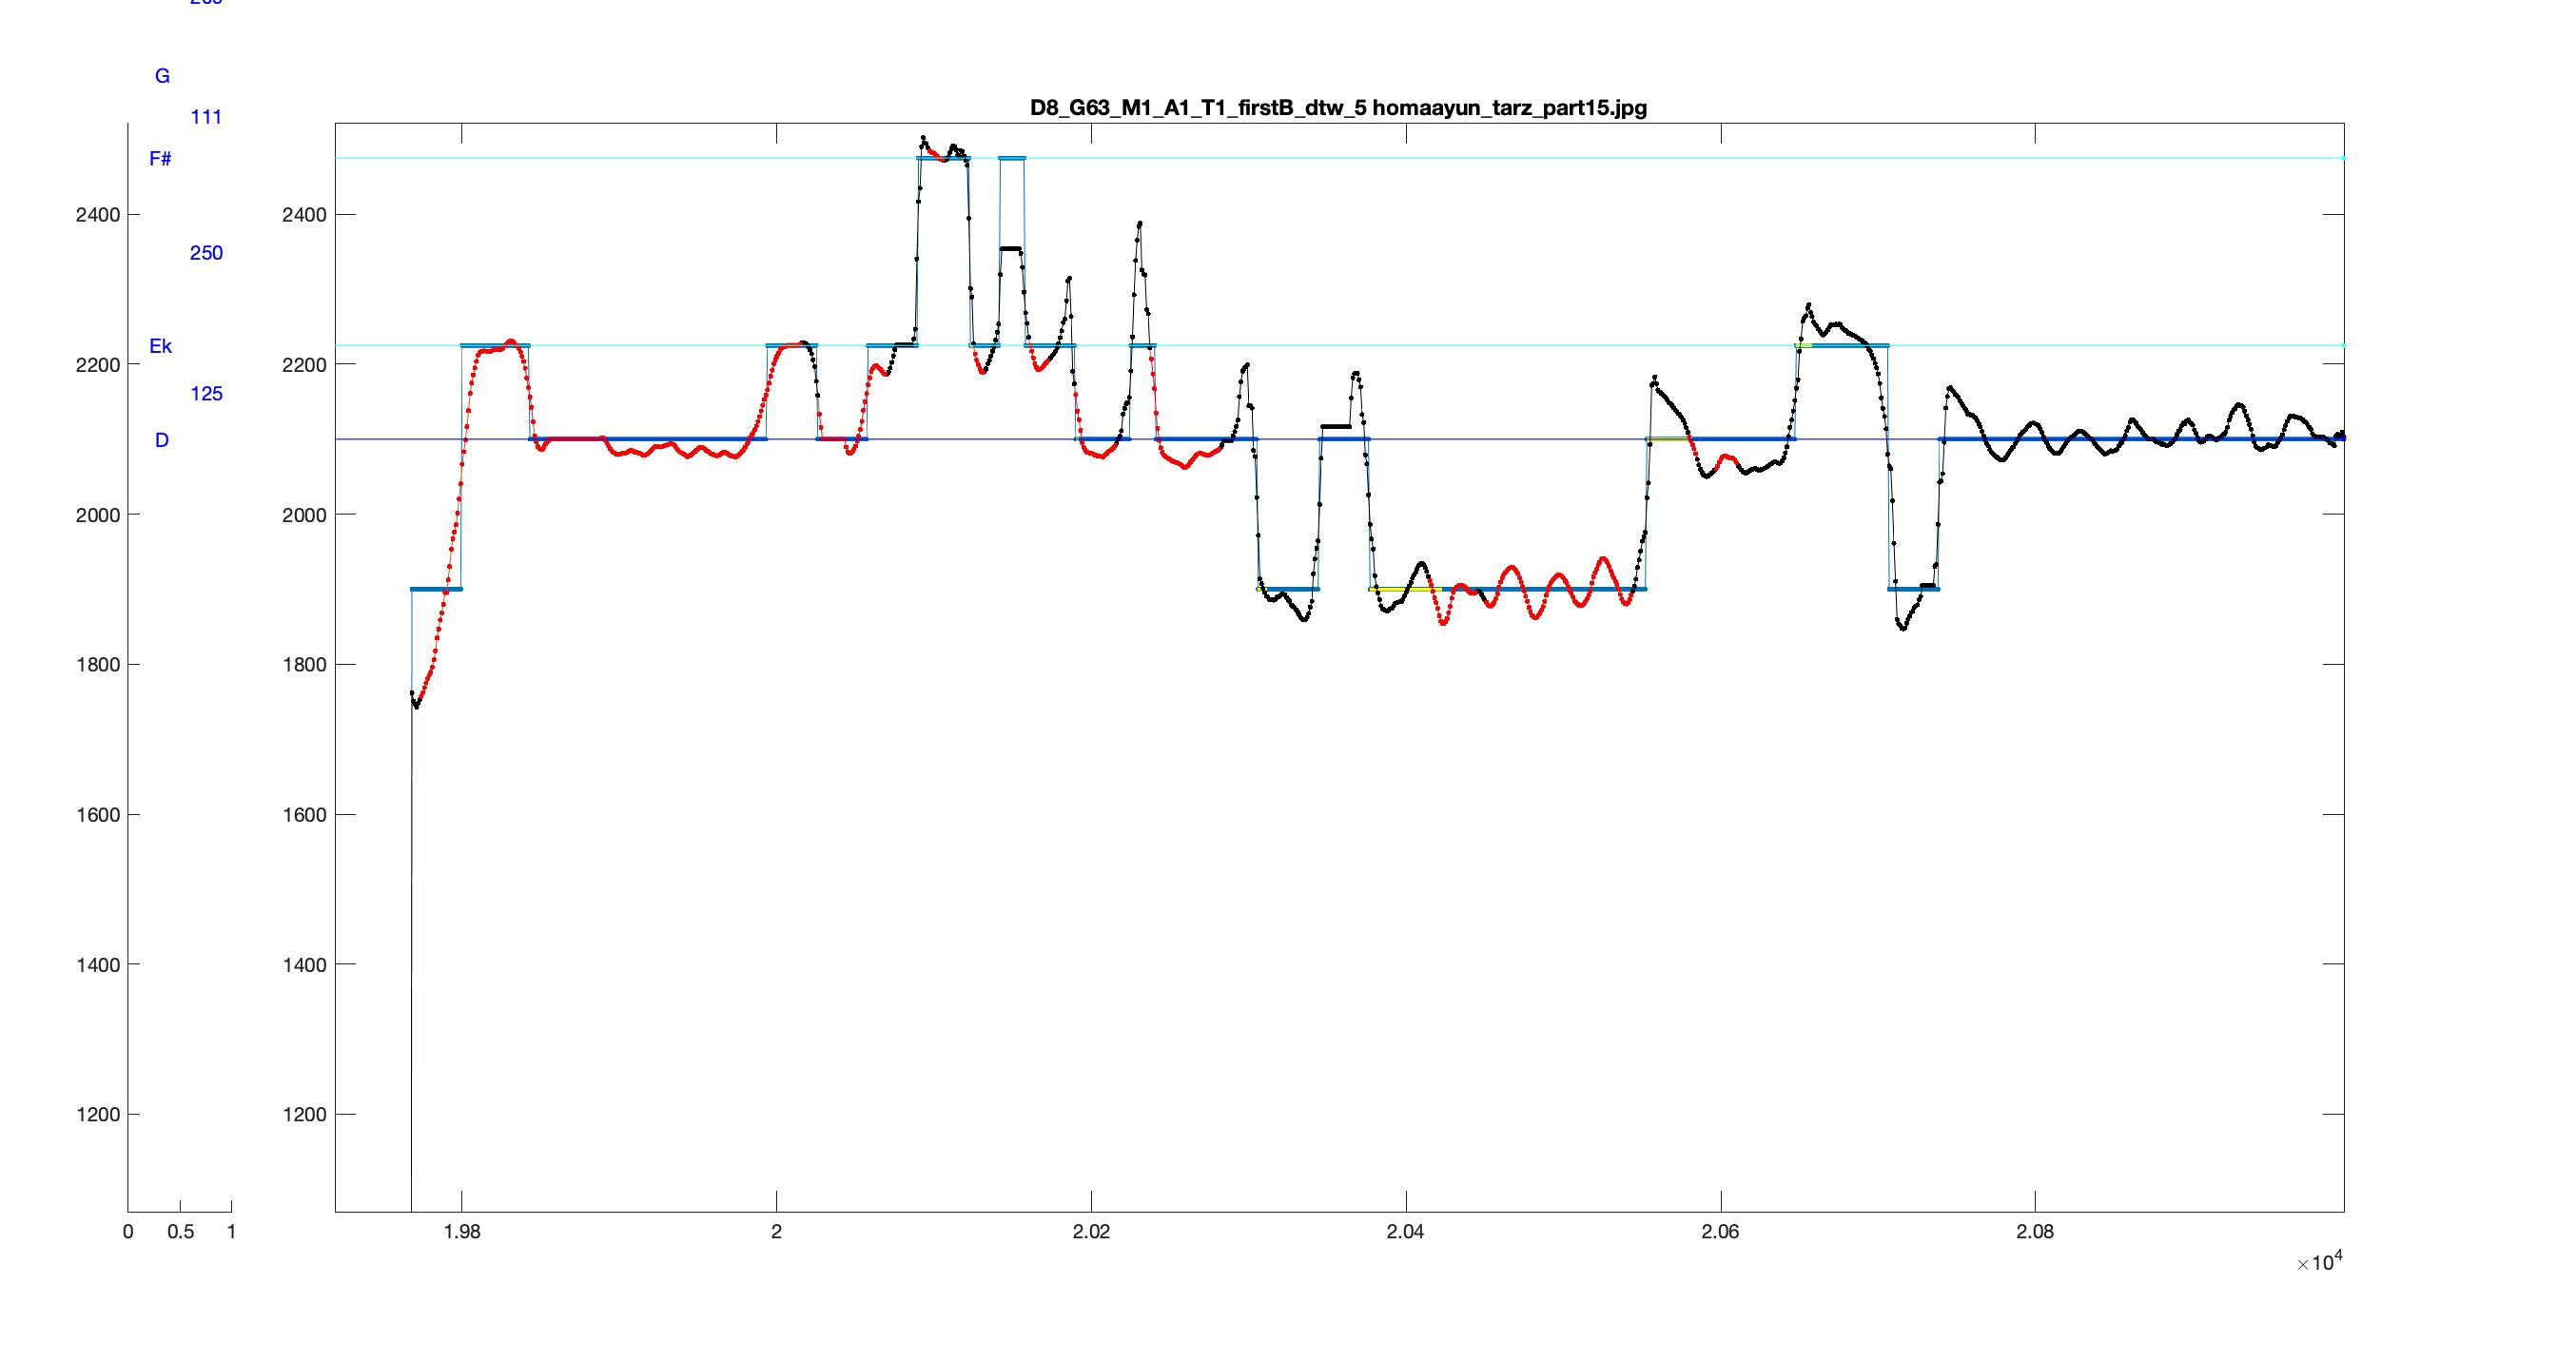 G
111
D8_G63_M1_A1_T1_firstB_dtw_5 homaayun_tarz_part15.jpg
F#
2400 2400
250
Ek
2200 2200
125
D
2000 2000
1800 1800
1600 1600
1400 1400
1200 1200
0 0.5 1 1.98 2 2.02 2.04 2.06 2.08
×10^4